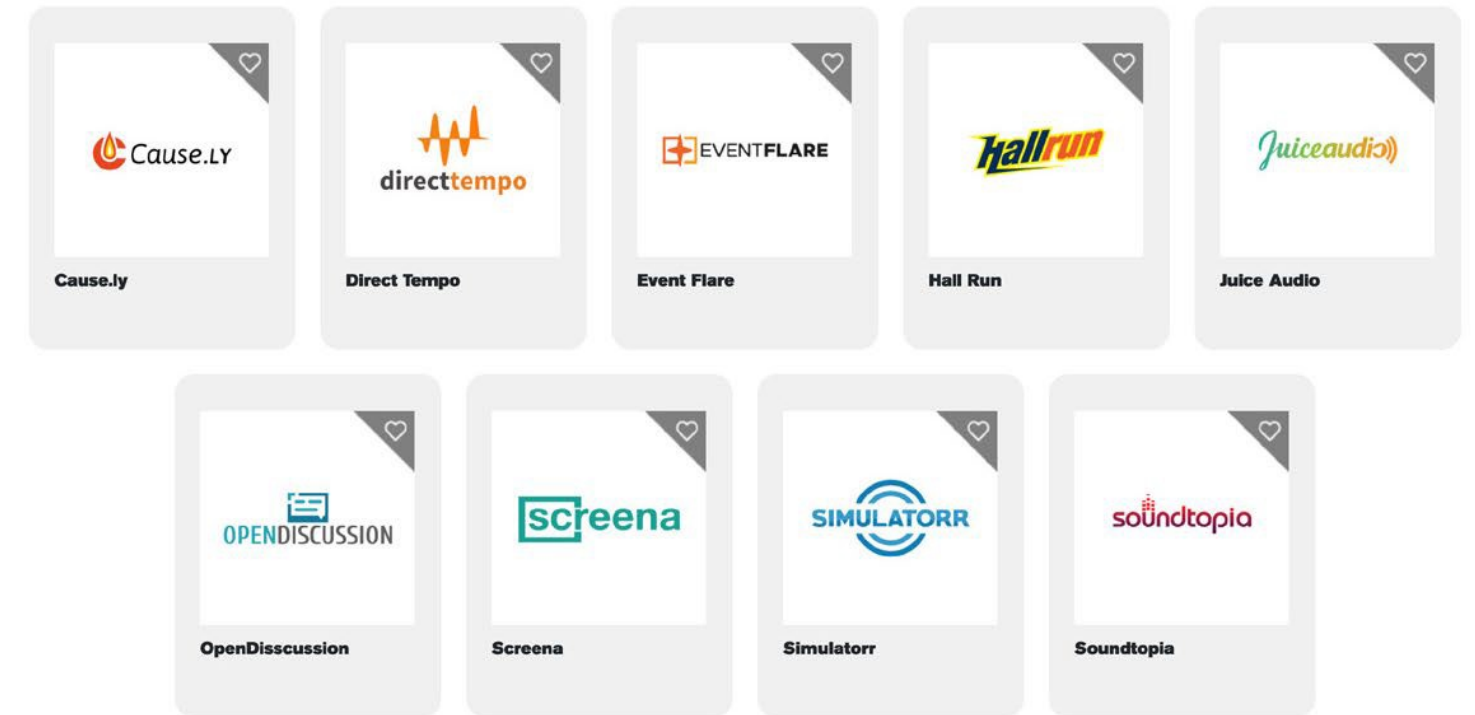 Cause.LY
Cause.ly
directtempo
Direct Tempo
EVENTFLARE
Event Flare
Hallrun
Hall Run
Juiceaudio
Juice Audio
OPENDISCUSSION
OpenDisscussion
screena
Screena
SIMULATORR
Simulatorr
soundtopia
Soundtopia